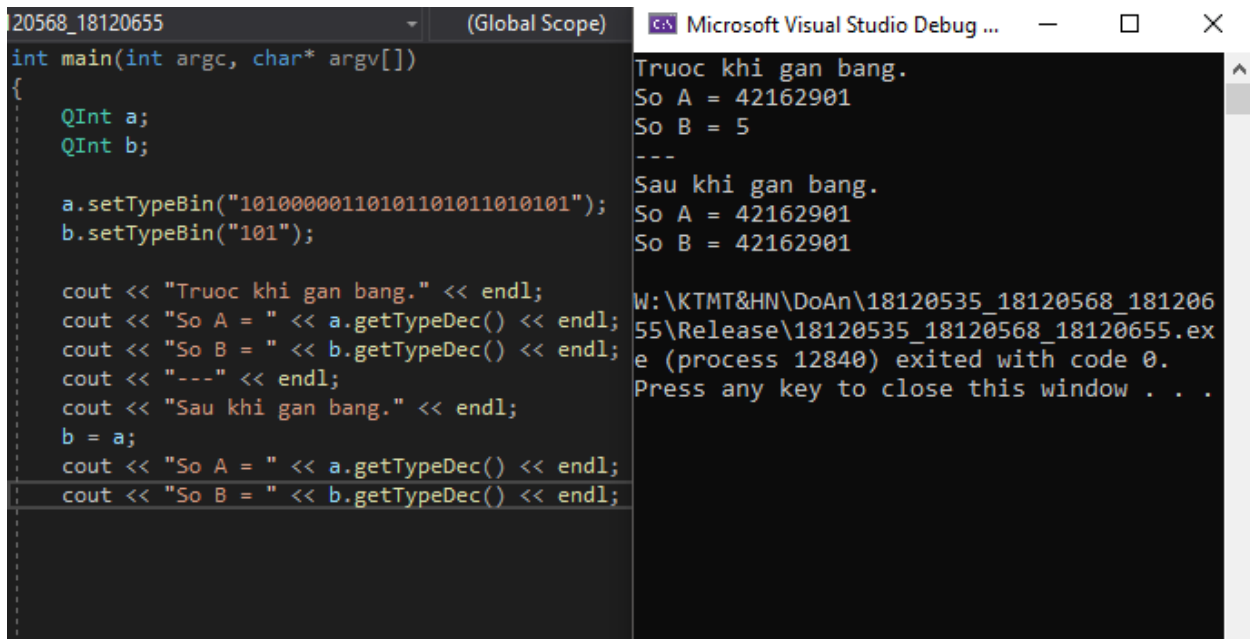 120568_18120655
(Global Scope)
int main(int argc, char* argv[])
{
QInt a;
QInt b;
a.setTypeBin("10100000110101101011010101");
b.setTypeBin("101");
cout << "Truoc khi gan bang." << endl;
cout << "So A = " << a.getTypeDec() << endl;
cout << "So B = " << b.getTypeDec() << endl;
cout << "---" << endl;
cout << "Sau khi gan bang." << endl;
b = a;
cout << "So A = " << a.getTypeDec() << endl;
cout << "So B = " << b.getTypeDec() << endl;
Microsoft Visual Studio Debug ...
Truoc khi gan bang.
So A = 42162901
So B = 5
---
Sau khi gan bang.
So A = 42162901
So B = 42162901
W:\KTMT&HN\DoAn\18120535_18120568_181206
55\Release\18120535_18120568_18120655.ex
e (process 12840) exited with code 0.
Press any key to close this window . . .